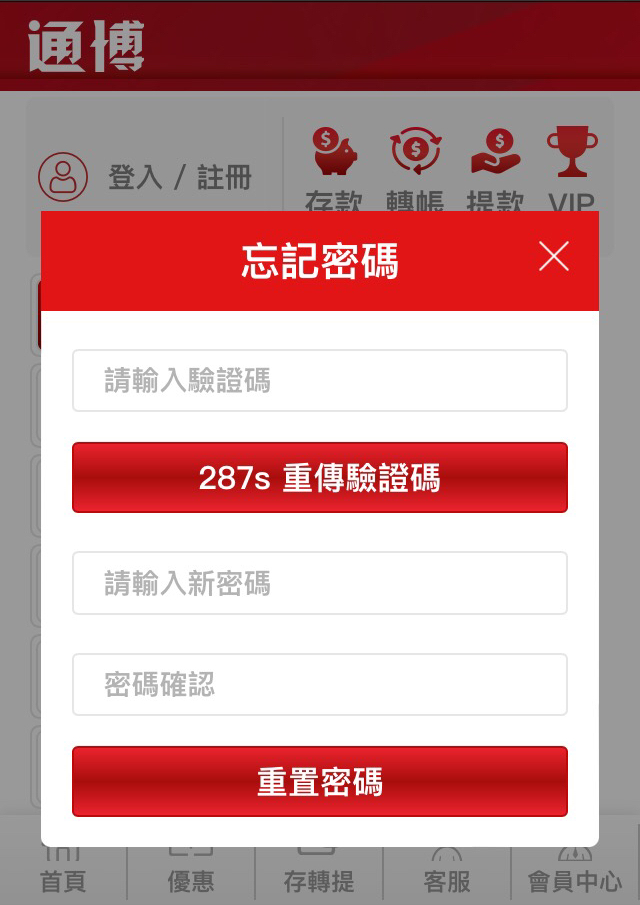 通博
登入 / 註冊
存款 轉帳 提款 VIP
忘記密碼
請輸入驗證碼
287s 重傳驗證碼
請輸入新密碼
密碼確認
重置密碼
首頁 優惠 存轉提 客服 會員中心